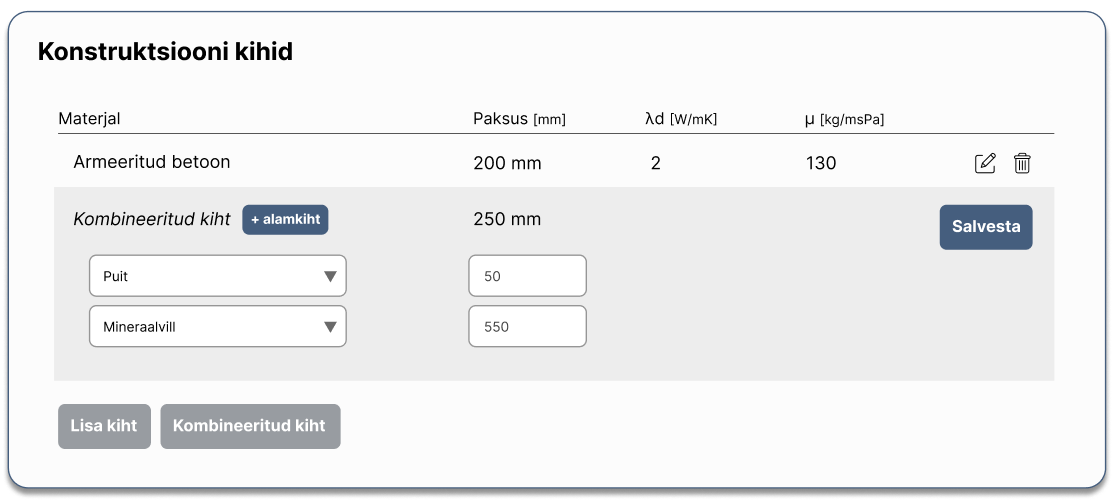 Konstruktsiooni kihid
Materjal Paksus [mm] λd [W/mK] μ [kg/msPa]
Armeeritud betoon 200 mm 2 130
Kombineeritud kiht + alamkiht 250 mm Salvesta
Puit 50
Mineraalvill 550
Lisa kiht Kombineeritud kiht